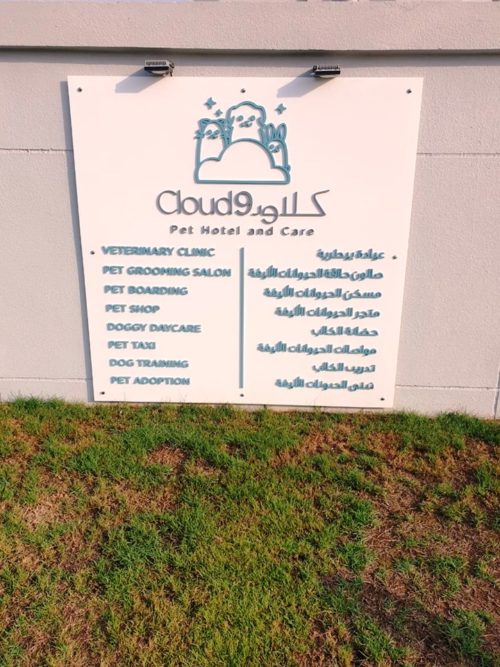 Cloud9 كلاود
Pet Hotel and Care
VETERINARY CLINIC
PET GROOMING SALON
PET BOARDING
PET SHOP
DOGGY DAYCARE
PET TAXI
DOG TRAINING
PET ADOPTION
عيادة بيطرية
صالون حلاقة الحيوانات الأليفة
مسكن الحيوانات الأليفة
متجر الحيوانات الأليفة
حضانة الكلاب
مواصلات الحيوانات الأليفة
تدريب الكلاب
تبني الحيونات الأليفة